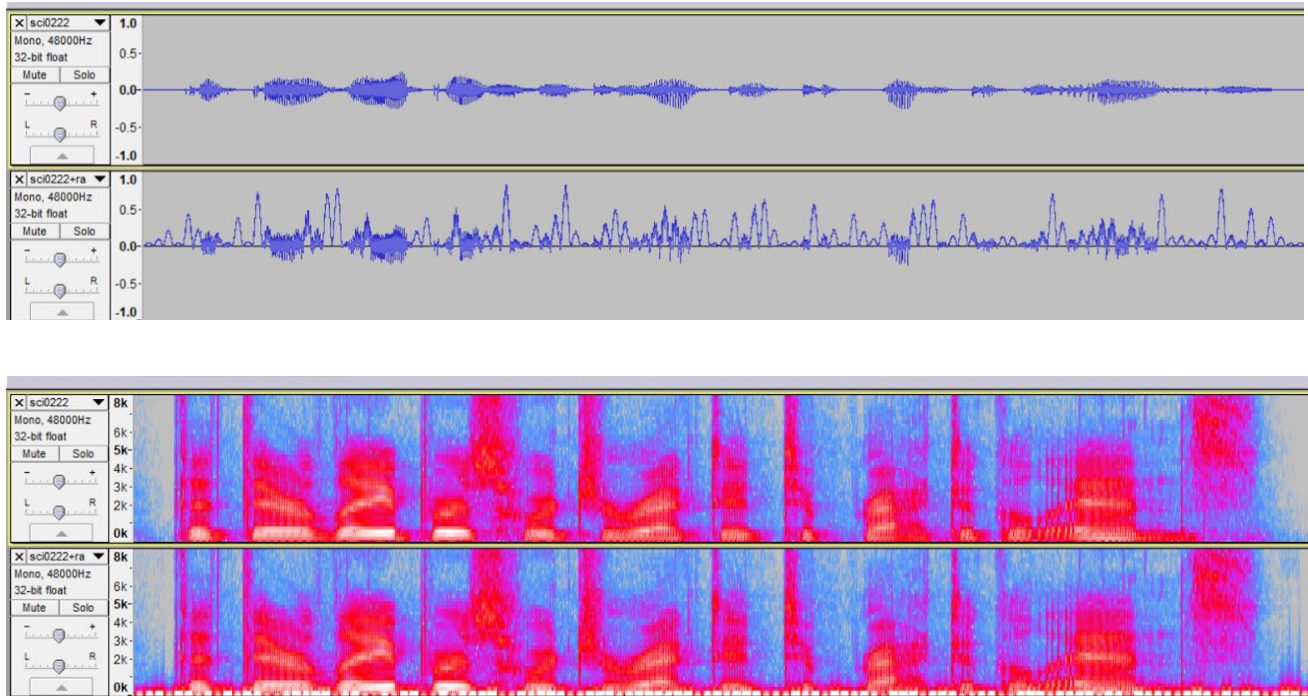 × sci0222 ▼ 1.0
Mono, 48000Hz
32-bit float
0.5-
Mute Solo
0.0-
- +
L R
-0.5-
-1.0
× sci0222+ra ▼ 1.0
Mono, 48000Hz
32-bit float
0.5-
Mute Solo
0.0-
- +
L R
-0.5-
-1.0
× sci0222 ▼ 8k
Mono, 48000Hz
32-bit float
6k-
Mute Solo
5k-
4k-
- +
3k-
L R
2k-
0k
× sci0222+ra ▼ 8k
Mono, 48000Hz
32-bit float
6k-
Mute Solo
5k-
4k-
- +
3k-
L R
2k-
0k